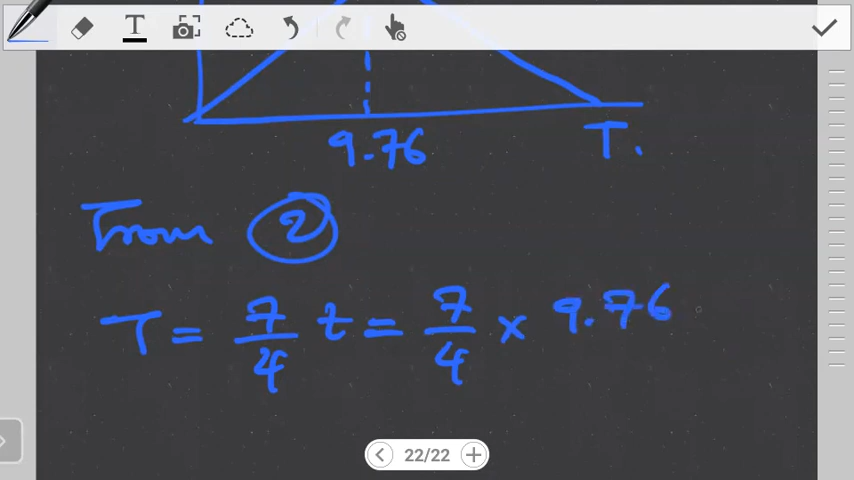 T
9.76 T.
From 2
T = 7/4 t = 7/4 x 9.76
22/22